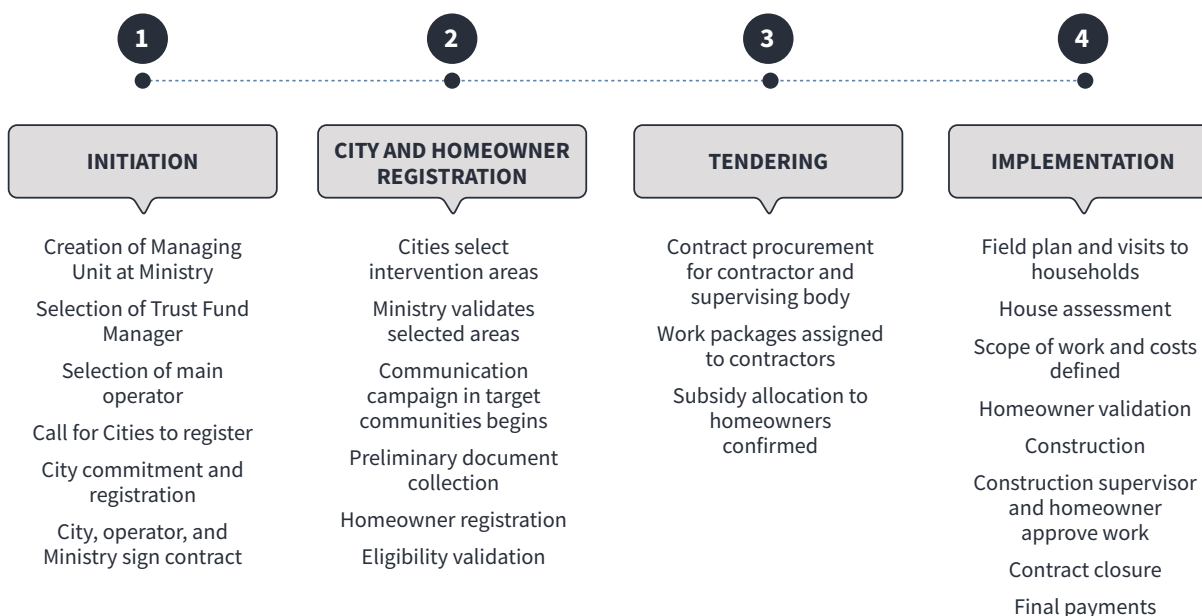 1
2
3
4
INITIATION
Creation of Managing
Unit at Ministry
Selection of Trust Fund
Manager
Selection of main
operator
Call for Cities to register
City commitment and
registration
City, operator, and
Ministry sign contract
CITY AND HOMEOWNER
REGISTRATION
Cities select
intervention areas
Ministry validates
selected areas
Communication
campaign in target
communities begins
Preliminary document
collection
Homeowner registration
Eligibility validation
TENDERING
Contract procurement
for contractor and
supervising body
Work packages assigned
to contractors
Subsidy allocation to
homeowners
confirmed
IMPLEMENTATION
Field plan and visits to
households
House assessment
Scope of work and costs
defined
Homeowner validation
Construction
Construction supervisor
and homeowner
approve work
Contract closure
Final payments